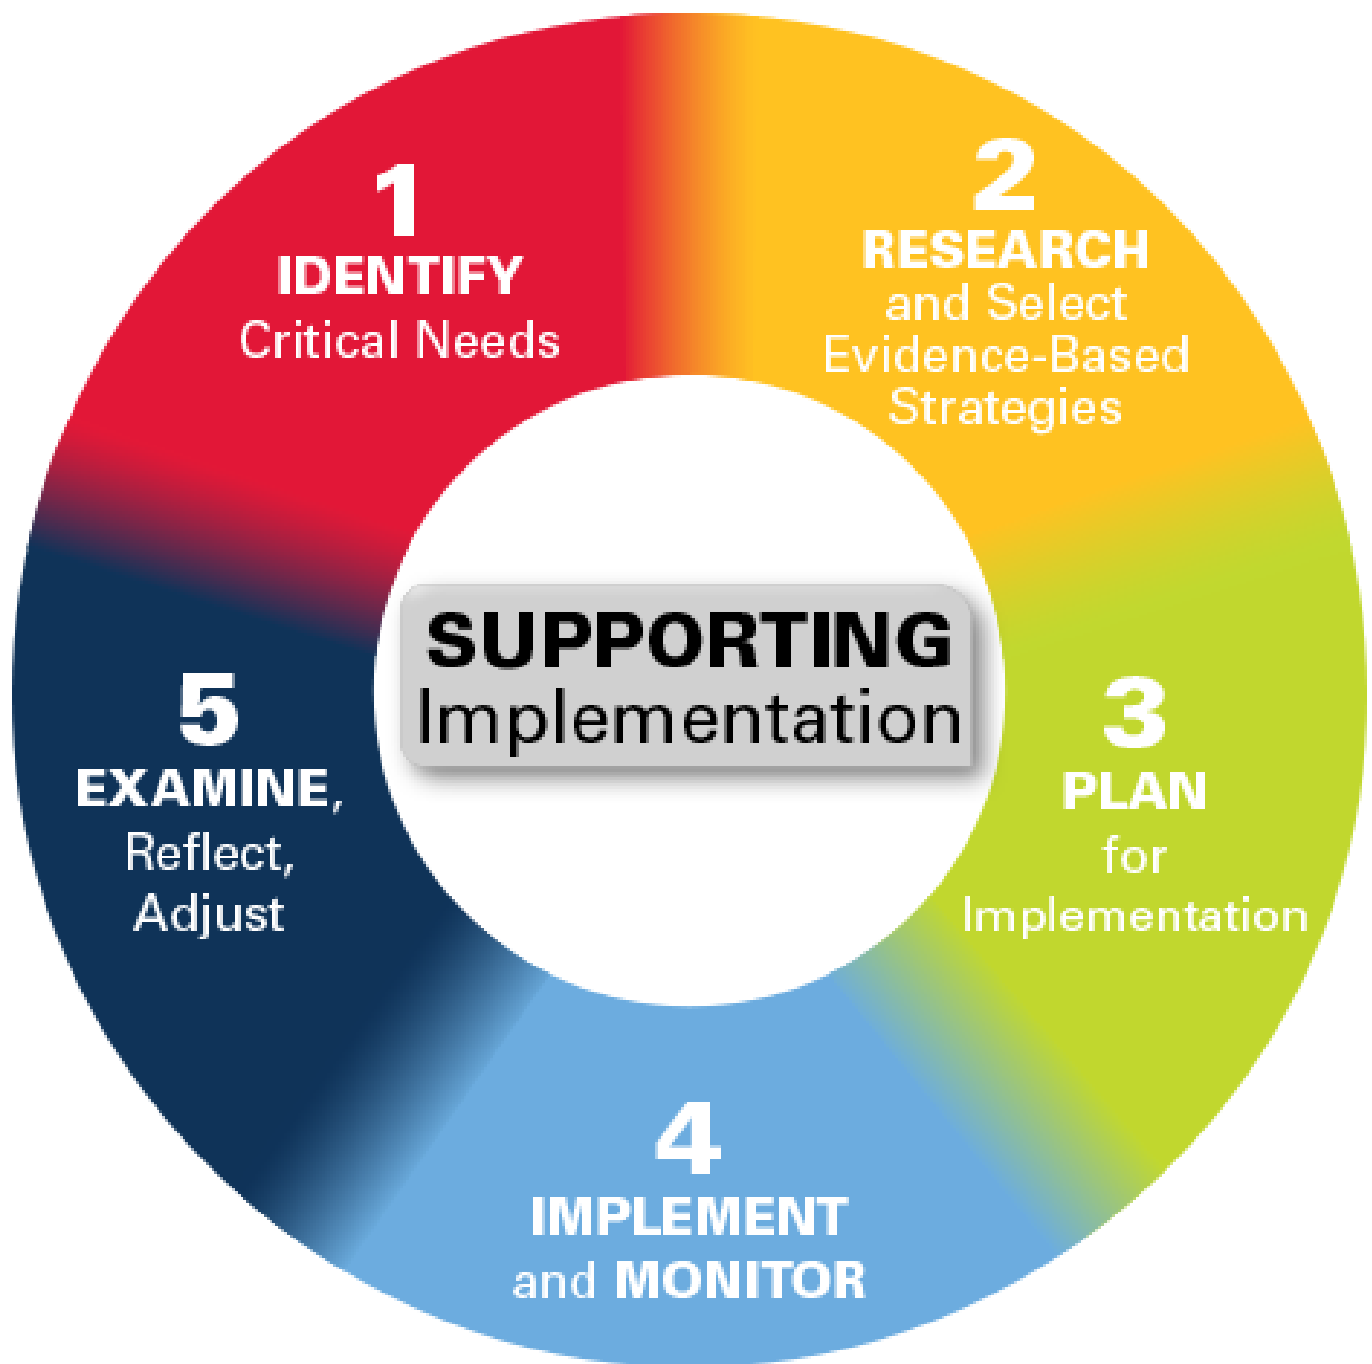 1
IDENTIFY
Critical Needs
2
RESEARCH
and Select
Evidence-Based
Strategies
3
PLAN
for
Implementation
4
IMPLEMENT
and MONITOR
5
EXAMINE,
Reflect,
Adjust
SUPPORTING
Implementation